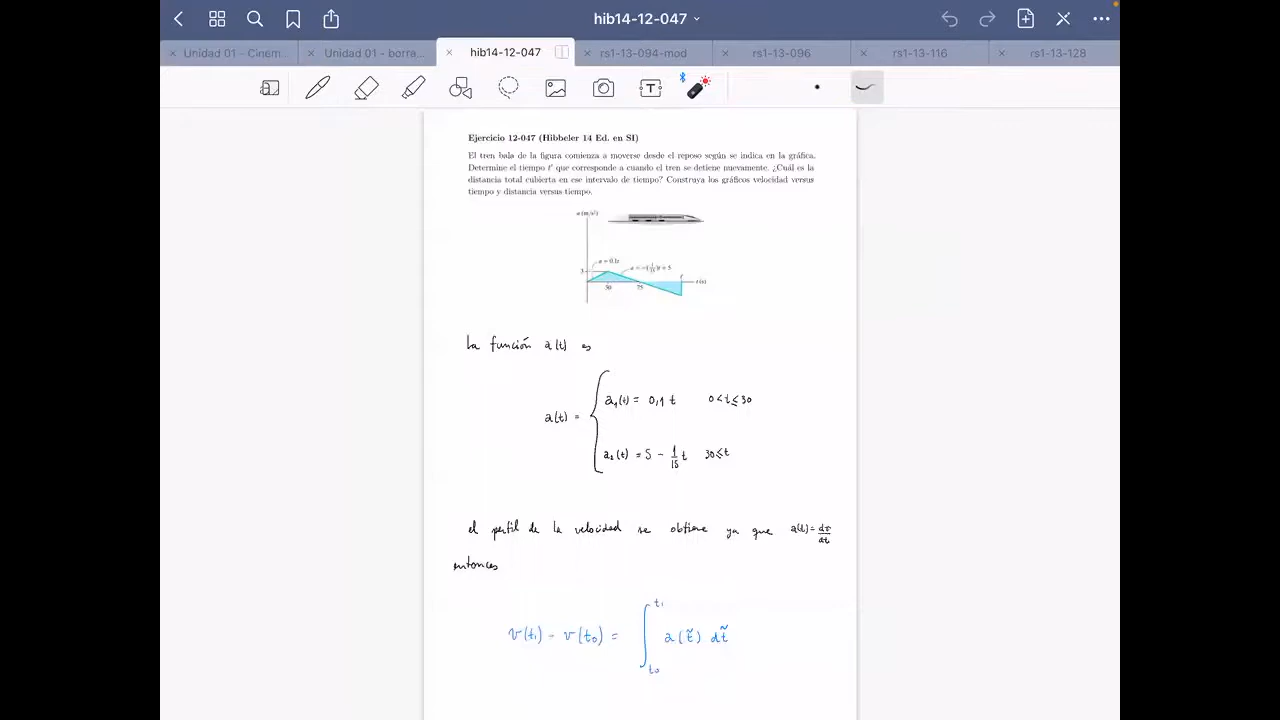 hib14-12-047
Unidad 01 - Cinem
Unidad 01 - borra...
hib14-12-047
rs1-13-094-mod
rs1-13-096
rs1-13-116
rs1-13-128
T
Ejercicio 12-047 (Hibbeler 14 Ed. en SI)
El tren bala de la figura comienza a moverse desde el reposo según se indica en la gráfica.
Determine el tiempo t' que corresponde a cuando el tren se detiene nuevamente. ¿Cuál es la
distancia total cubierta en ese intervalo de tiempo? Construya los gráficos velocidad versus
tiempo y distancia versus tiempo.
a (m/s²)
a = 0.1t
a = -(1/15)t + 5
3
30
75
t (s)
La función a(t) es
a(t) =
a₁(t) = 0,1 t 0 < t ≤ 30
a₂(t) = 5 - 1/15 t 30 ≤ t
el perfil de la velocidad se obtiene ya que a(t) = dv/dt
entonces
v(t₁) - v(t₀) = ∫ t₀ t₁ a(t̃) dt̃